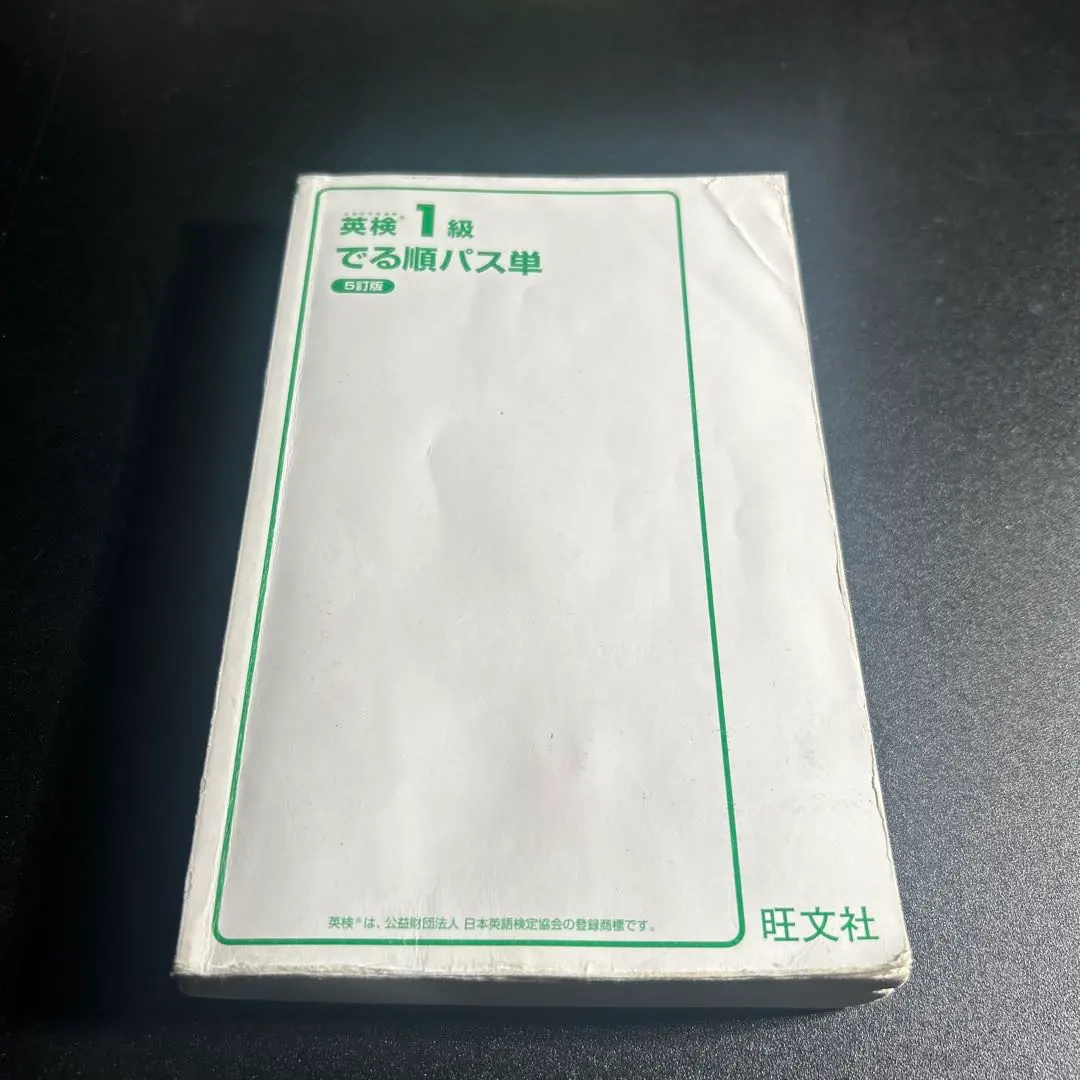 英検® 1級
でる順パス単
5訂版
英検®は、公益財団法人 日本英語検定協会の登録商標です。
旺文社